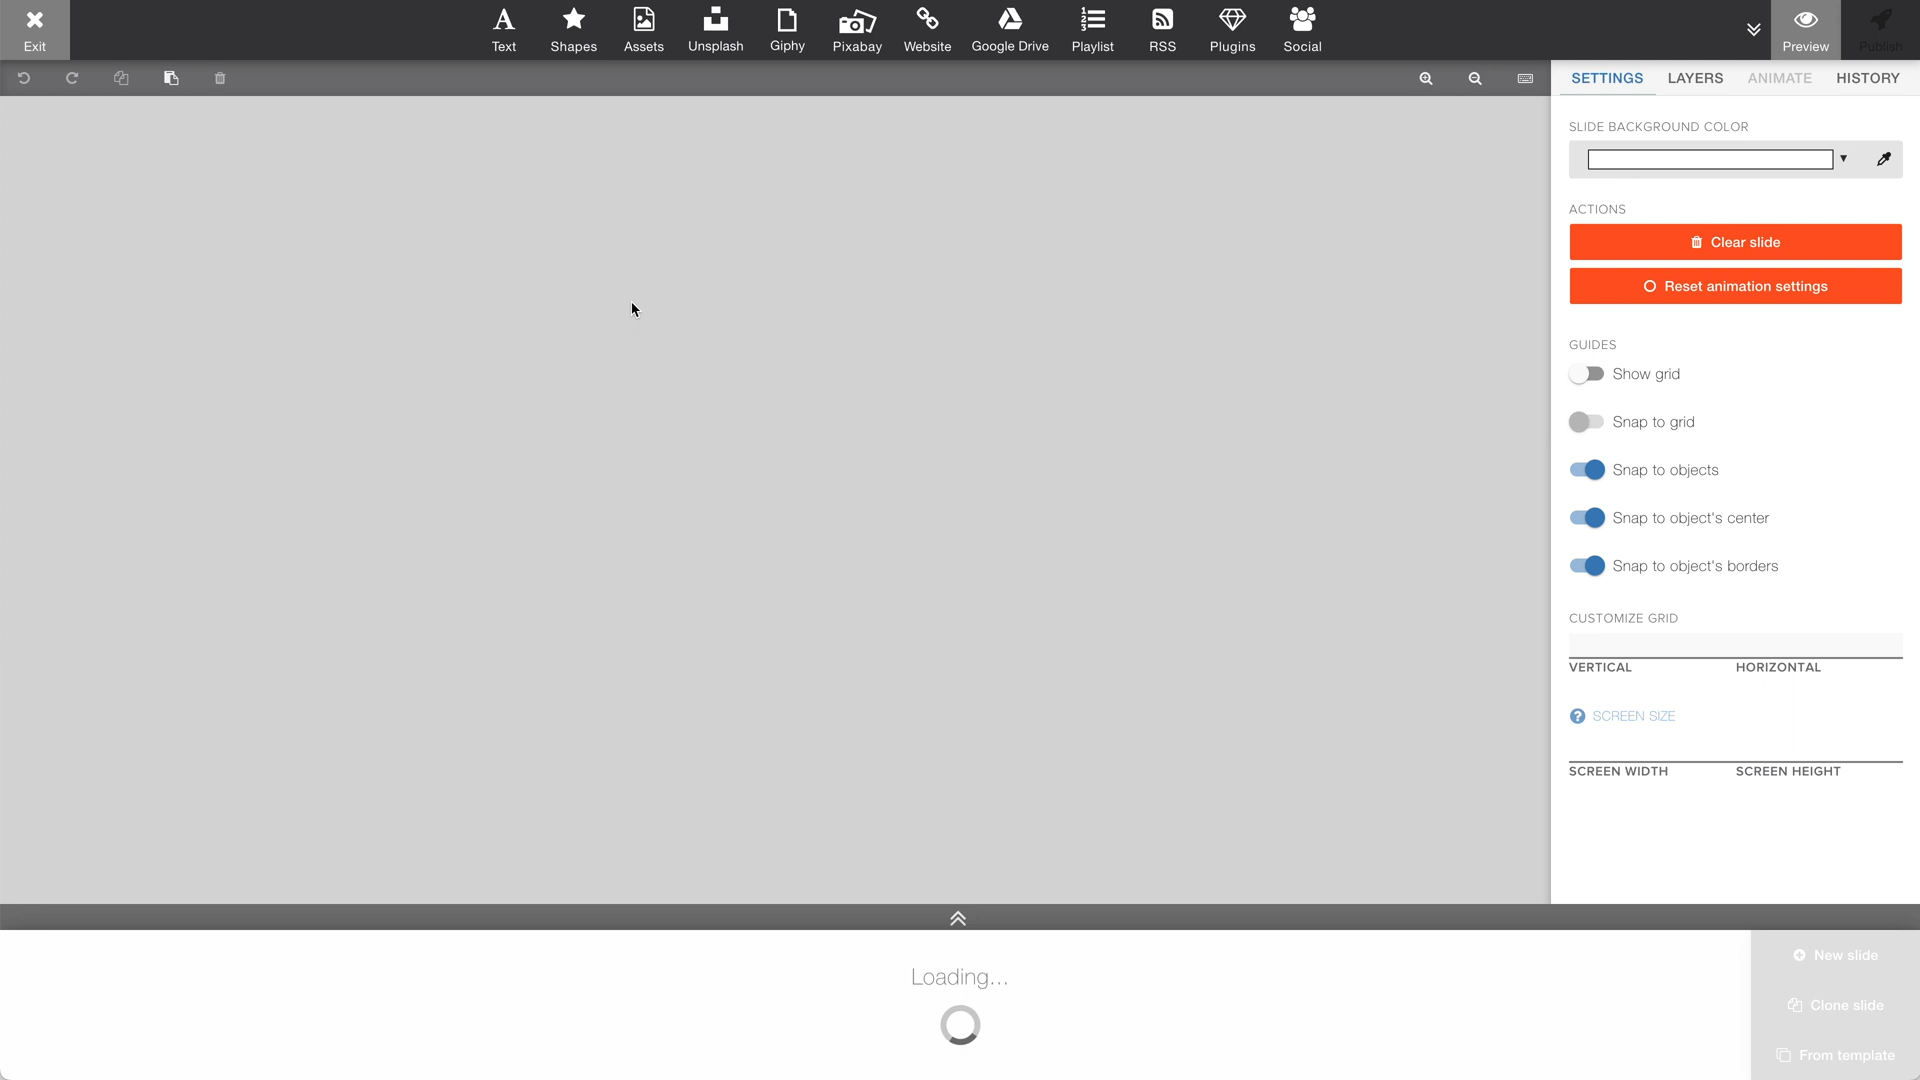 Exit
Text
Shapes
Assets
Unsplash
Giphy
Pixabay
Website
Google Drive
Playlist
RSS
Plugins
Social
Preview
Publish
SETTINGS
LAYERS
ANIMATE
HISTORY
SLIDE BACKGROUND COLOR
ACTIONS
Clear slide
Reset animation settings
GUIDES
Show grid
Snap to grid
Snap to objects
Snap to object's center
Snap to object's borders
CUSTOMIZE GRID
VERTICAL
HORIZONTAL
SCREEN SIZE
SCREEN WIDTH
SCREEN HEIGHT
Loading...
New slide
Clone slide
From template